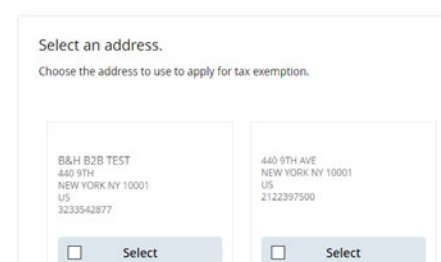 Select an address.
Choose the address to use to apply for tax exemption.
B&H B2B TEST
440 9TH
NEW YORK NY 10001
US
3233542877
Select
440 9TH AVE
NEW YORK NY 10001
US
2122397500
Select